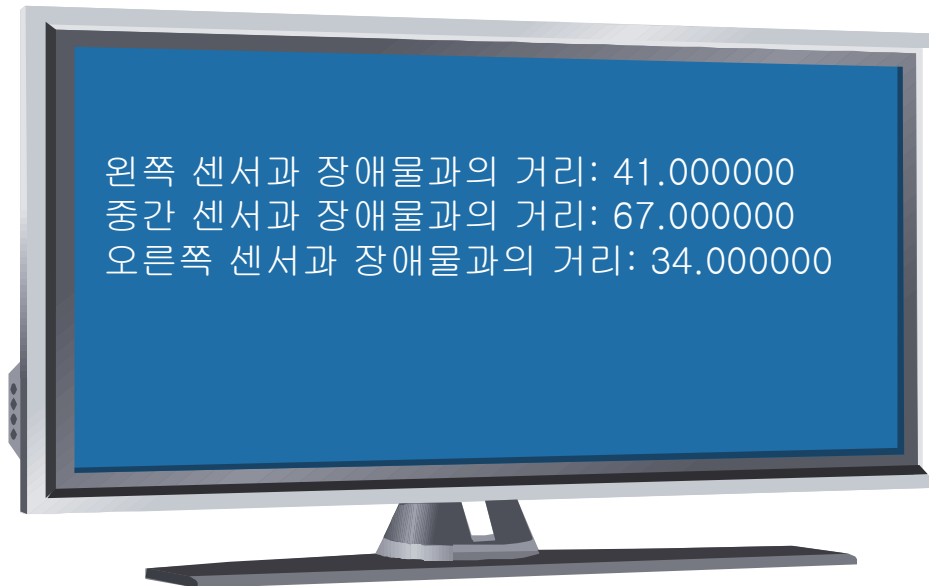 왼쪽 센서과 장애물과의 거리: 41.000000
중간 센서과 장애물과의 거리: 67.000000
오른쪽 센서과 장애물과의 거리: 34.000000